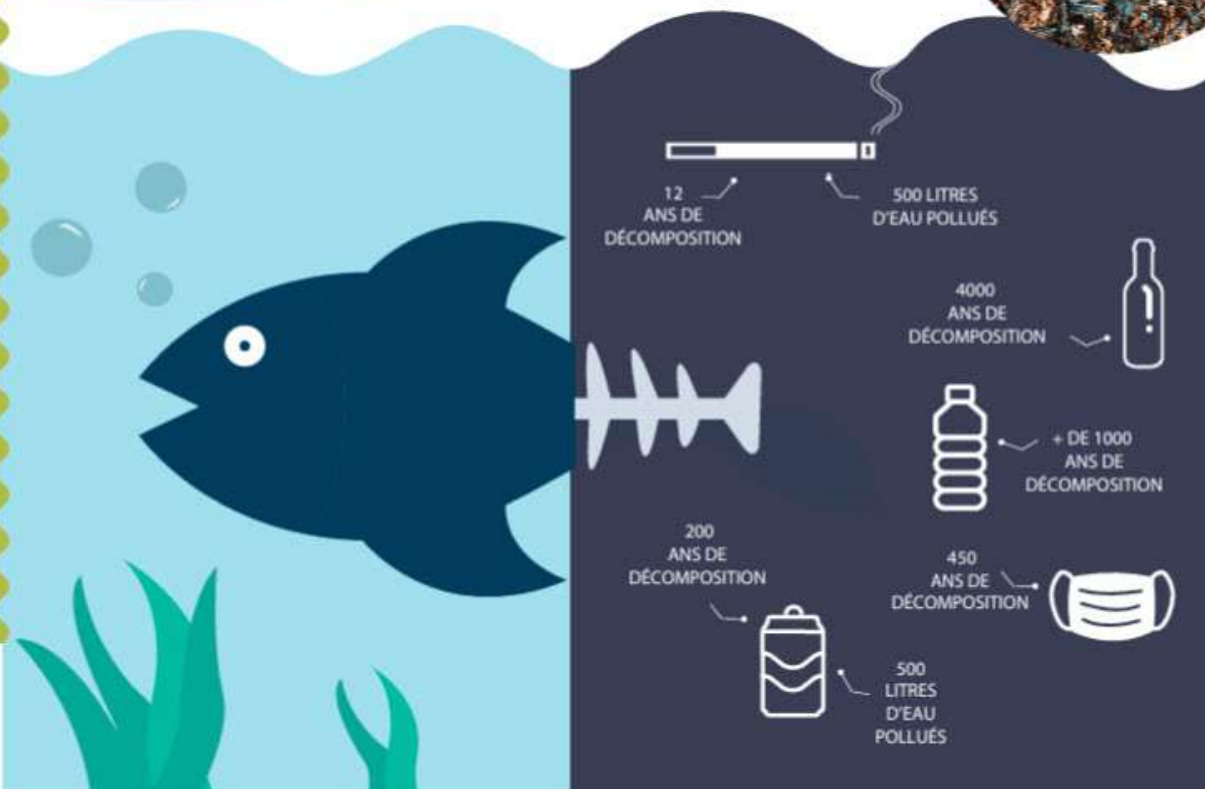 12
ANS DE
DÉCOMPOSITION
500 LITRES
D'EAU POLLUÉS
4000
ANS DE
DÉCOMPOSITION
+ DE 1000
ANS DE
DÉCOMPOSITION
200
ANS DE
DÉCOMPOSITION
450
ANS DE
DÉCOMPOSITION
500
LITRES
D'EAU
POLLUÉS